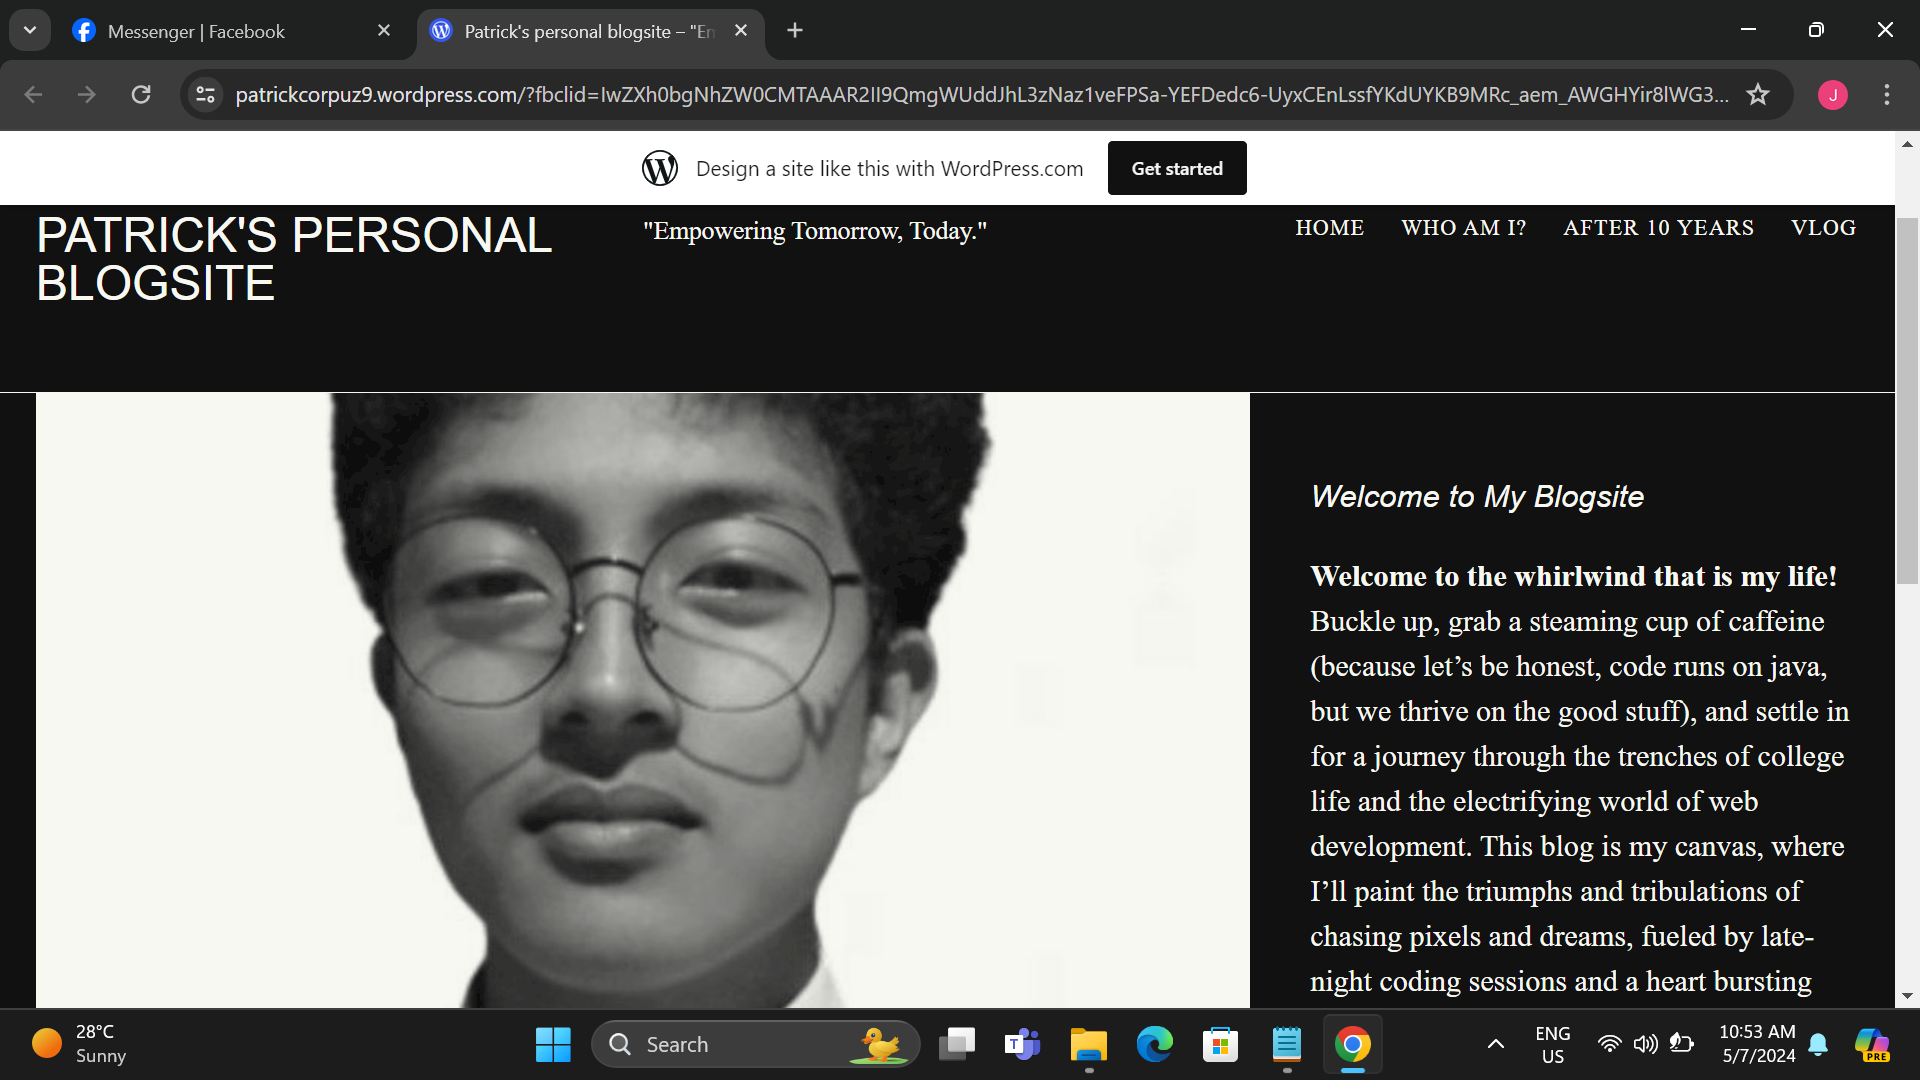 Messenger | Facebook
Patrick's personal blogsite – "En
patrickcorpuz9.wordpress.com/?fbclid=IwZXh0bgNhZW0CMTAAAR2II9QmgWUddJhL3zNaz1veFPSa-YEFDedc6-UyxCEnLssfYKdUYKB9MRc_aem_AWGHYir8lWG3...
J
Design a site like this with WordPress.com
Get started
PATRICK'S PERSONAL
BLOGSITE
"Empowering Tomorrow, Today."
HOME
WHO AM I?
AFTER 10 YEARS
VLOG
Welcome to My Blogsite
Welcome to the whirlwind that is my life!
Buckle up, grab a steaming cup of caffeine
(because let’s be honest, code runs on java,
but we thrive on the good stuff), and settle in
for a journey through the trenches of college
life and the electrifying world of web
development. This blog is my canvas, where
I’ll paint the triumphs and tribulations of
chasing pixels and dreams, fueled by late-
night coding sessions and a heart bursting
28°C
Sunny
Search
T
ENG
US
10:53 AM
5/7/2024
PRE